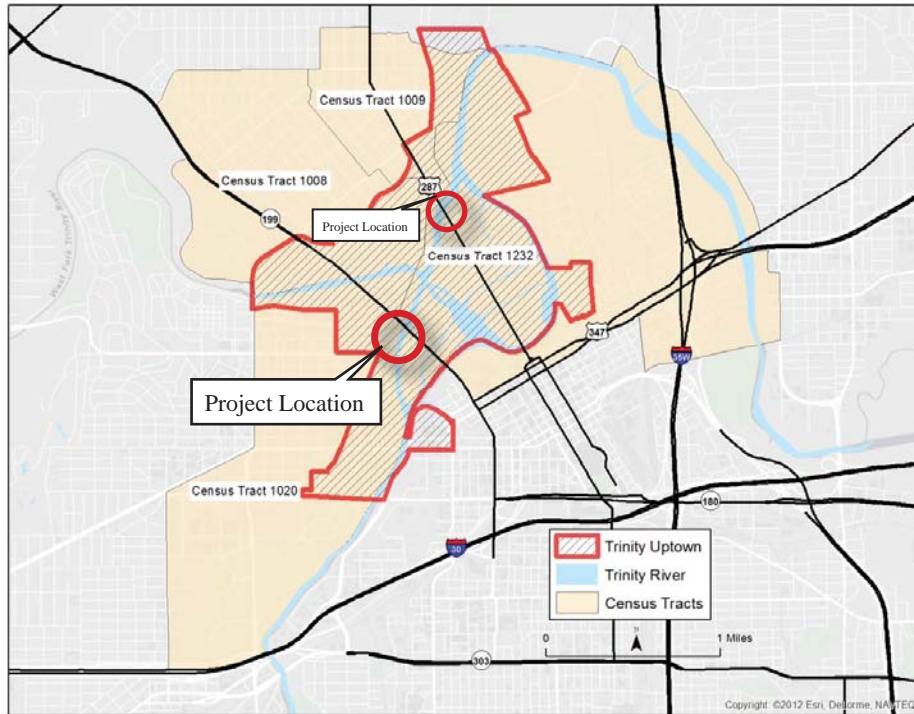 Census Tract 1009
Census Tract 1008
287
Project Location
199
Census Tract 1232
347
35W
Project Location
Census Tract 1020
180
30
Trinity Uptown
Trinity River
Census Tracts
0 1 Miles
303
Copyright: ©2012 Esri, DeLorme, NAVTEQ